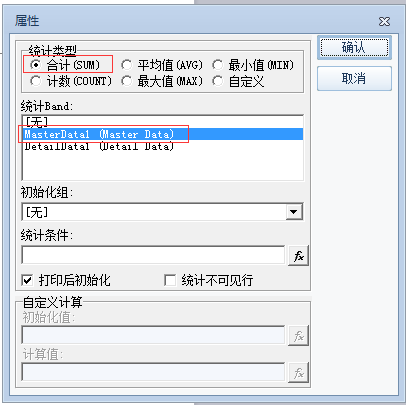 属性
统计类型
合计(SUM) 平均值(AVG) 最小值(MIN)
计数(COUNT) 最大值(MAX) 自定义
确认
取消
统计Band:
[无]
MasterData1 (Master Data)
DetailData1 (Detail Data)
初始化组:
[无]
统计条件:
fx
打印后初始化 统计不可见行
自定义计算
初始化值:
fx
计算值:
fx